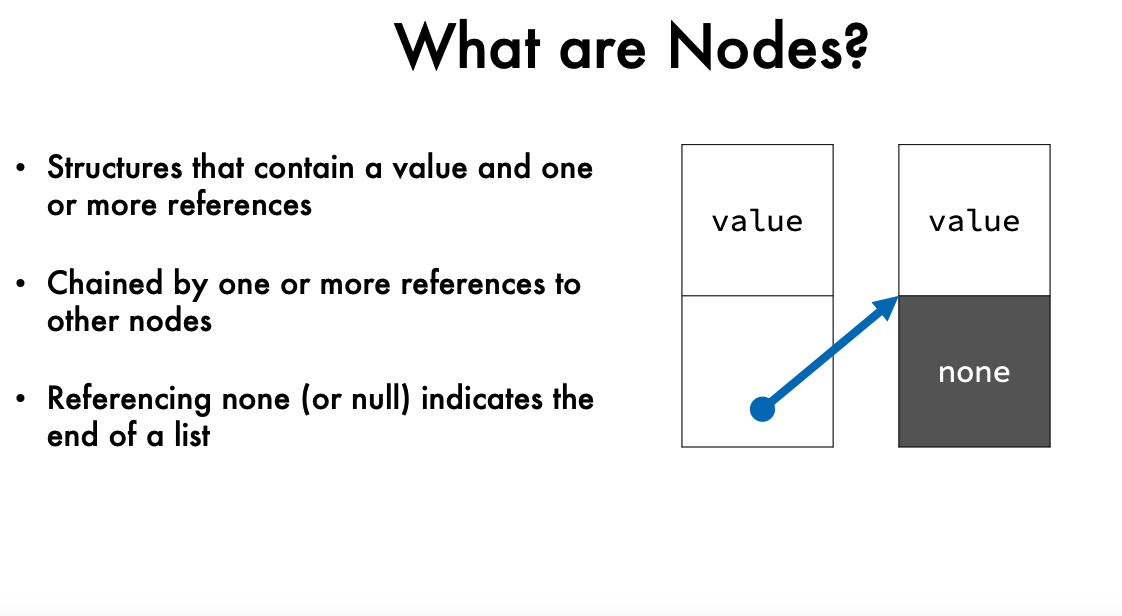 What are Nodes?
• Structures that contain a value and one
or more references
• Chained by one or more references to
other nodes
• Referencing none (or null) indicates the
end of a list
value
value
none